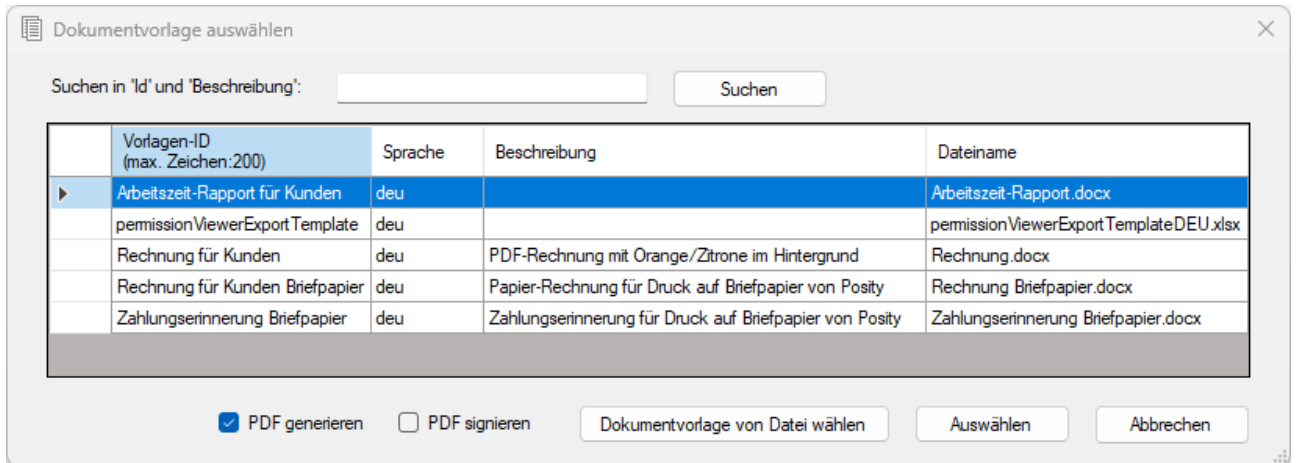 Dokumentvorlage auswählen
Suchen in "Id" und "Beschreibung":
Suchen
Vorlagen-ID
(max. Zeichen:200)
Sprache
Beschreibung
Dateiname
Arbeitszeit-Rapport für Kunden deu Arbeitszeit-Rapport.docx
permissionViewerExportTemplate deu permissionViewerExportTemplateDEU.xlsx
Rechnung für Kunden deu PDF-Rechnung mit Orange/Zitrone im Hintergrund Rechnung.docx
Rechnung für Kunden Briefpapier deu Papier-Rechnung für Druck auf Briefpapier von Posity Rechnung Briefpapier.docx
Zahlungserinnerung Briefpapier deu Zahlungserinnerung für Druck auf Briefpapier von Posity Zahlungserinnerung Briefpapier.docx
PDF generieren PDF signieren Dokumentvorlage von Datei wählen Auswählen Abbrechen